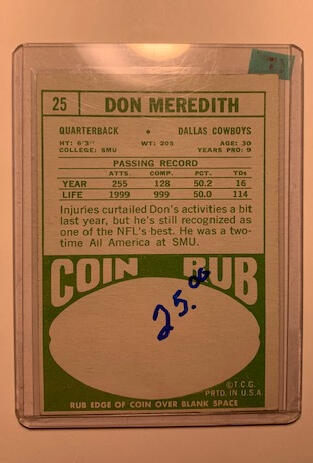 25 DON MEREDITH
QUARTERBACK • DALLAS COWBOYS
HT: 6'3" WT: 205 AGE: 30
COLLEGE: SMU YEARS PRO: 9
PASSING RECORD
ATTS. COMP. PCT. TDs
YEAR 255 128 50.2 16
LIFE 1999 999 50.0 114
Injuries curtailed Don's activities a bit
last year, but he's still recognized as
one of the NFL's best. He was a two-
time All America at SMU.
COIN RUB
25.00
©T.C.G.
PRTD. IN U.S.A.
RUB EDGE OF COIN OVER BLANK SPACE